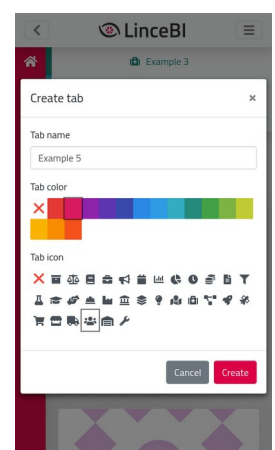 LinceBI
Example 3
Create tab
Tab name
Example 5
Tab color
Tab icon
Cancel
Create